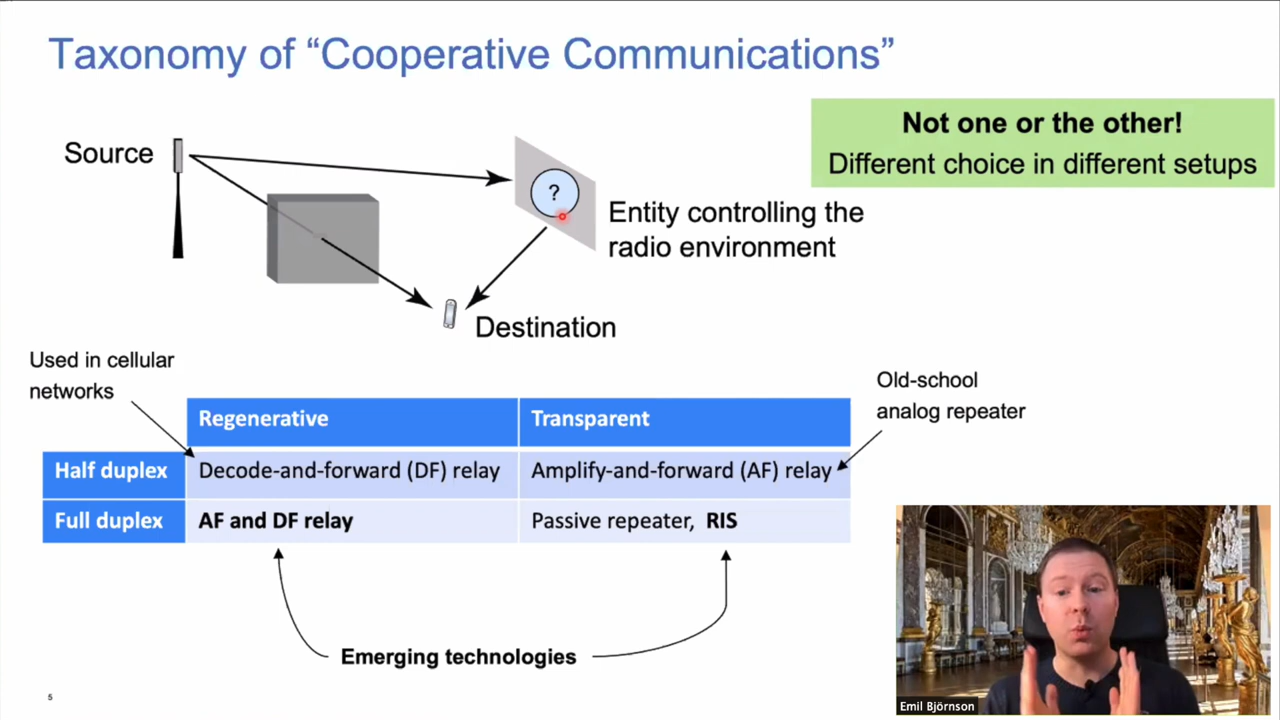 Taxonomy of “Cooperative Communications”
Not one or the other!
Different choice in different setups
Source
?
Entity controlling the
radio environment
Destination
Used in cellular
networks
Old-school
analog repeater
Regenerative
Transparent
Half duplex
Decode-and-forward (DF) relay
Amplify-and-forward (AF) relay
Full duplex
AF and DF relay
Passive repeater, RIS
Emerging technologies
5
Emil Björnson